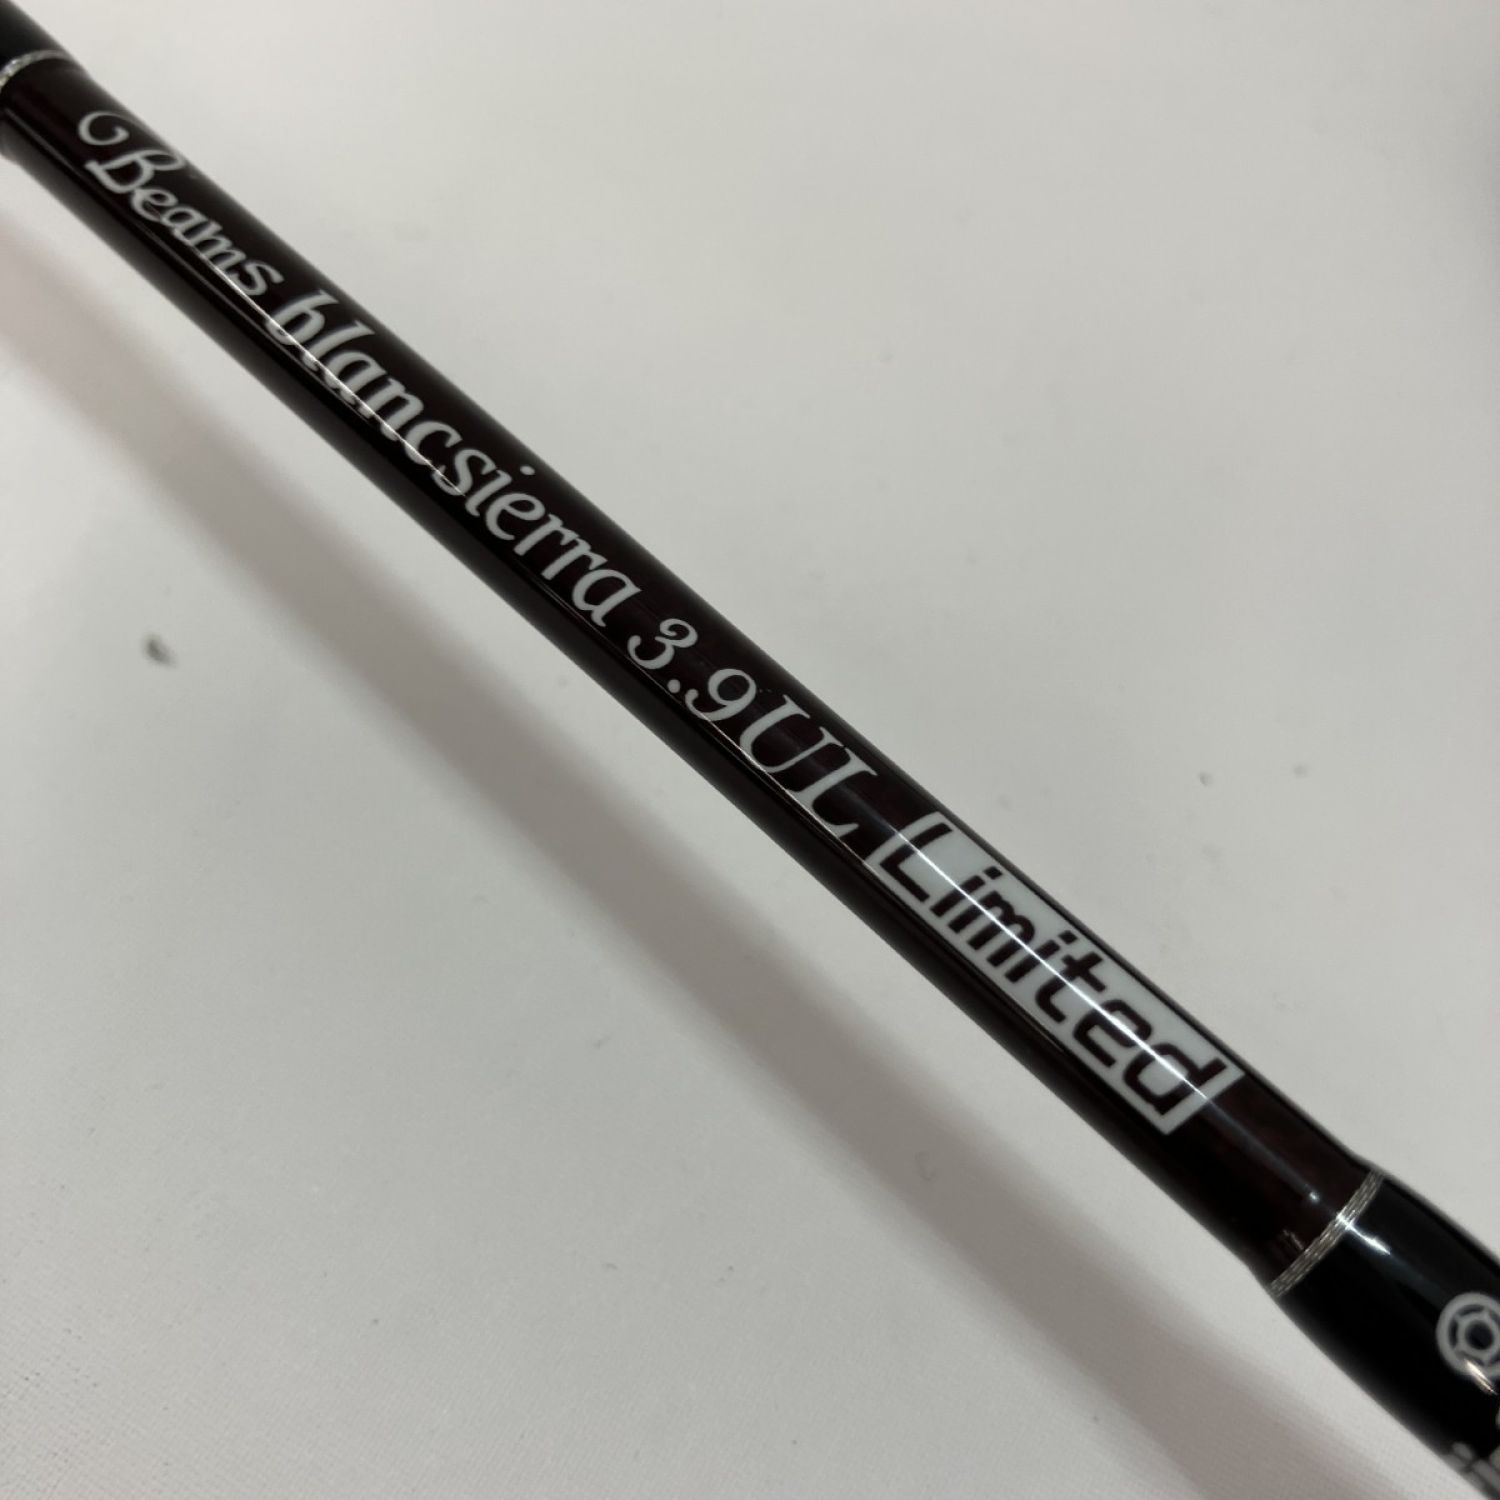 Beams blancsierra 3.9UL Limited